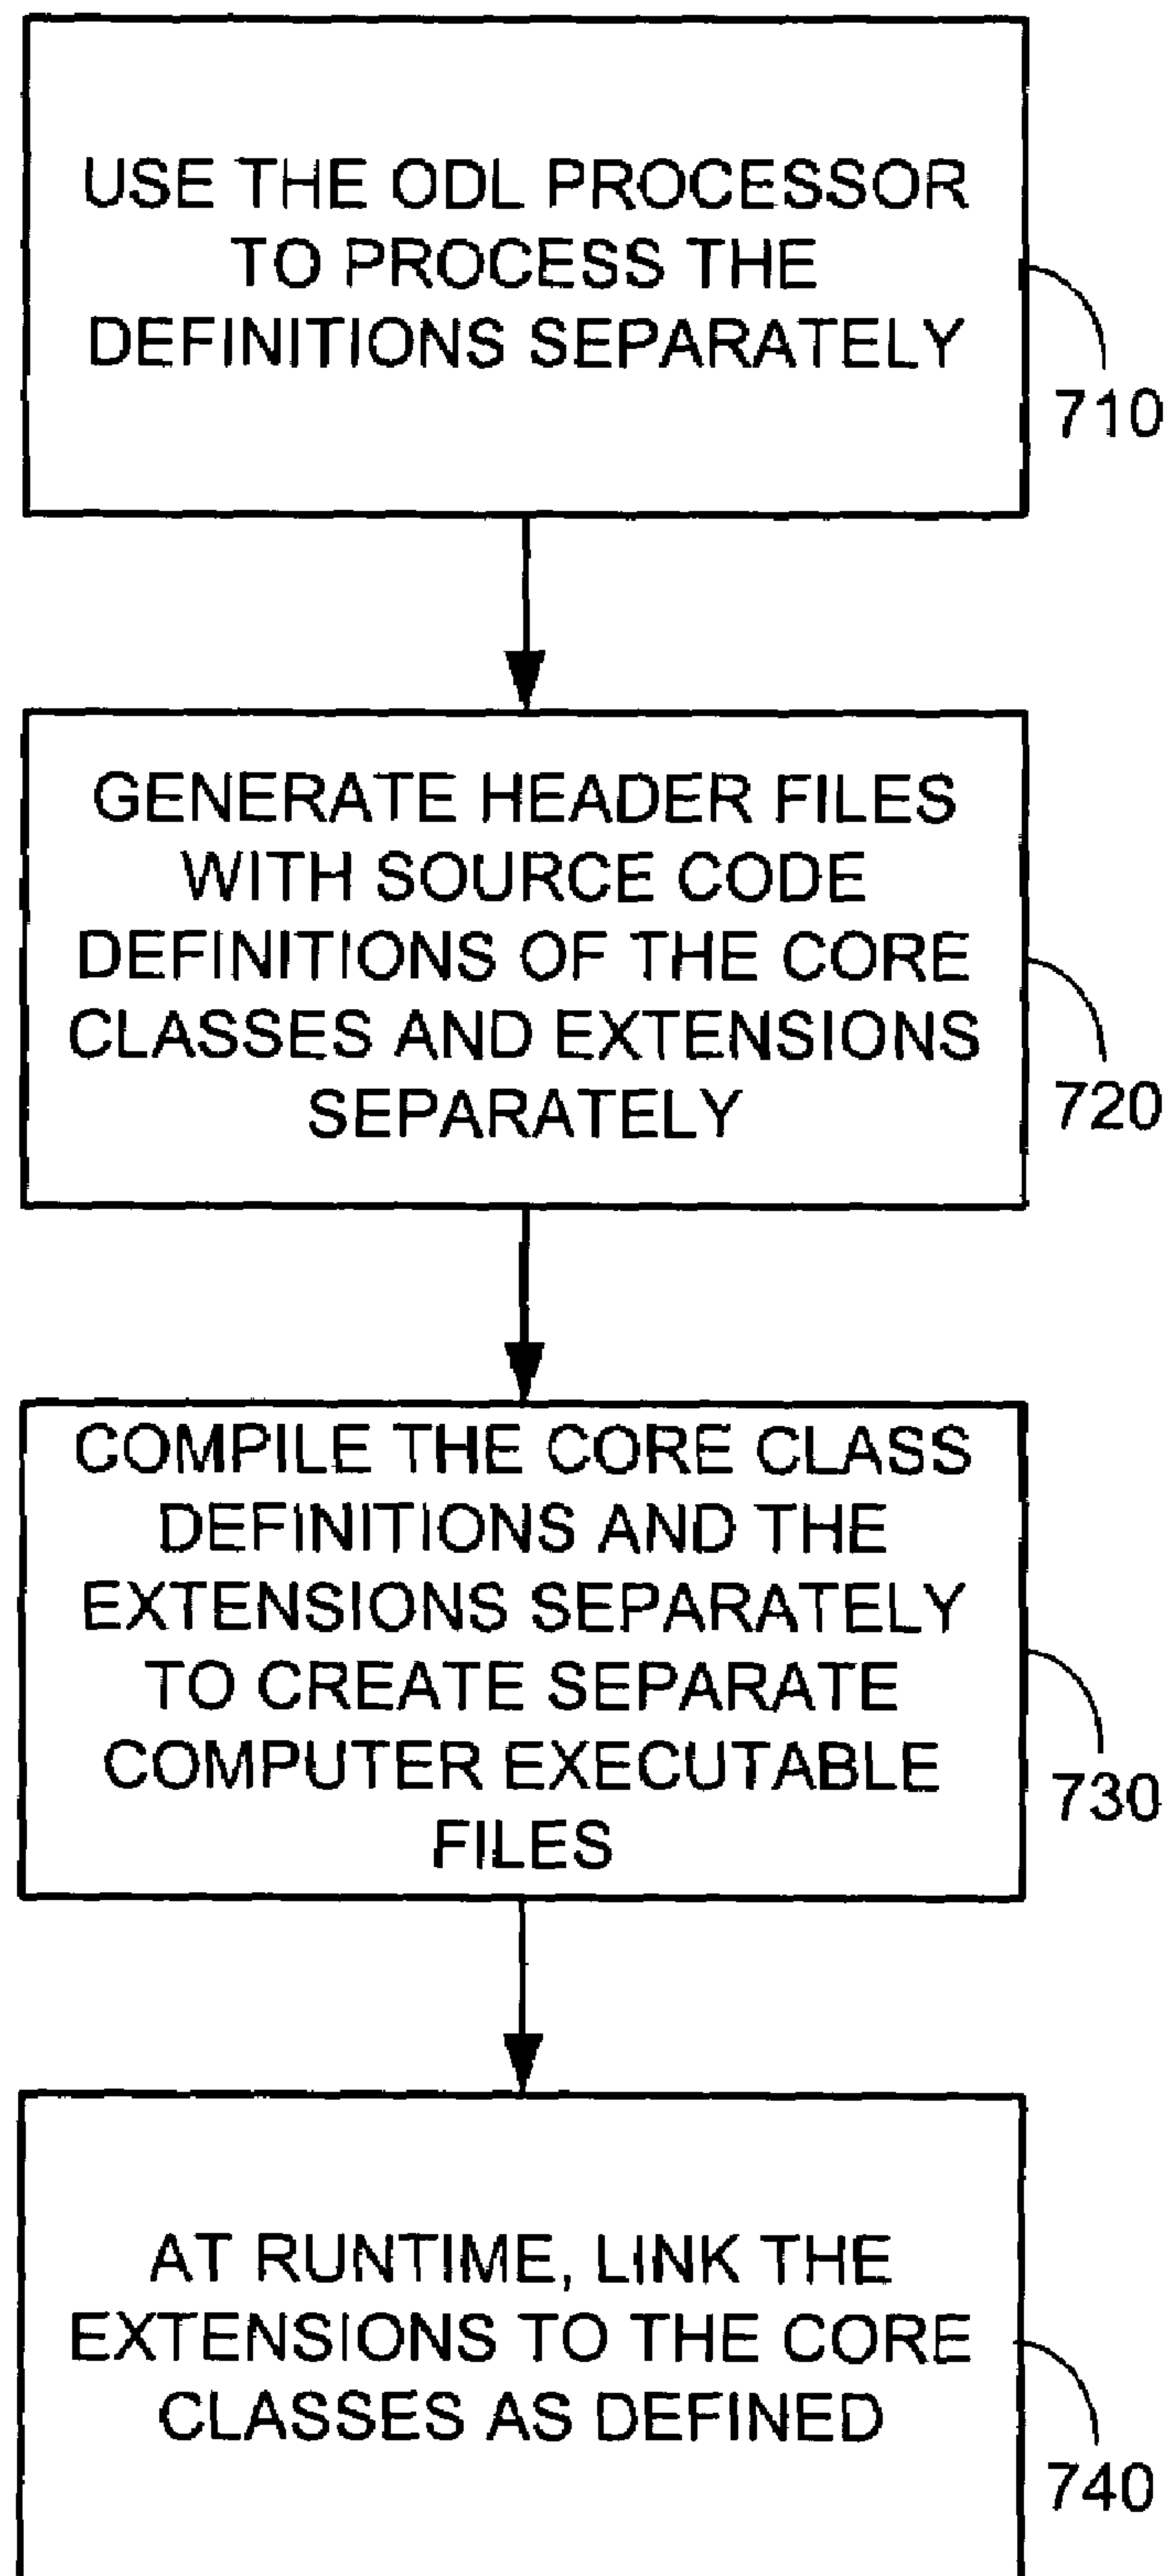 USE THE ODL PROCESSOR
TO PROCESS THE
DEFINITIONS SEPARATELY
710
GENERATE HEADER FILES
WITH SOURCE CODE
DEFINITIONS OF THE CORE
CLASSES AND EXTENSIONS
SEPARATELY
720
COMPILE THE CORE CLASS
DEFINITIONS AND THE
EXTENSIONS SEPARATELY
TO CREATE SEPARATE
COMPUTER EXECUTABLE
FILES
730
AT RUNTIME, LINK THE
EXTENSIONS TO THE CORE
CLASSES AS DEFINED
740